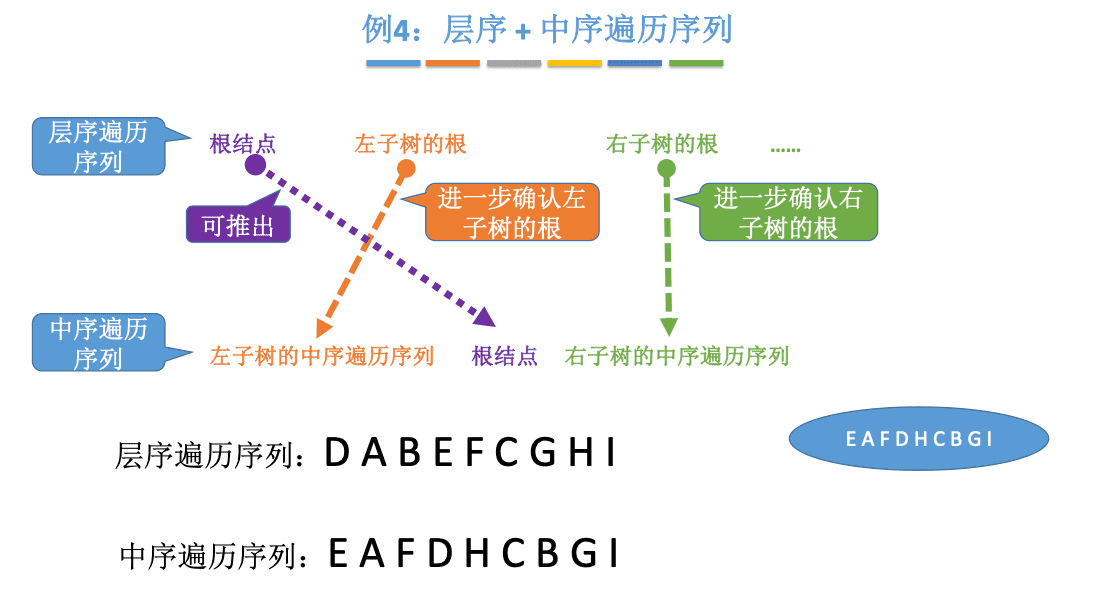 例4：层序 + 中序遍历序列
层序遍历
序列
根结点
左子树的根
右子树的根
……
可推出
进一步确认左
子树的根
进一步确认右
子树的根
中序遍历
序列
左子树的中序遍历序列
根结点
右子树的中序遍历序列
E A F D H C B G I
层序遍历序列：D A B E F C G H I
中序遍历序列：E A F D H C B G I